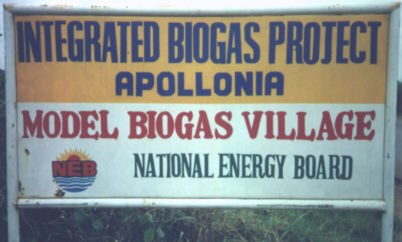 INTEGRATED BIOGAS PROJECT
APOLLONIA
MODEL BIOGAS VILLAGE
NEB
NATIONAL ENERGY BOARD